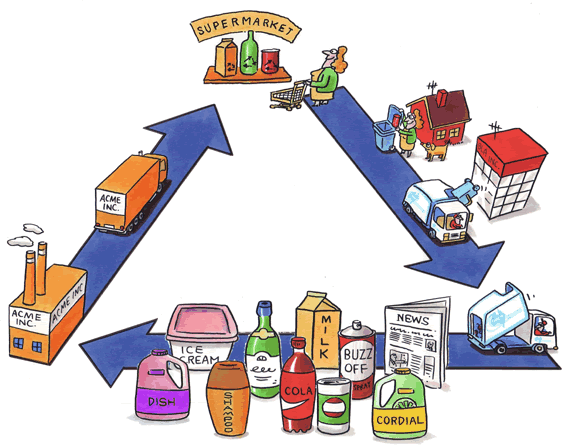 SUPERMARKET
ACME
INC.
ACME
INC.
ACME INC
ICE
CREAM
MILK
BUZZ
OFF
SPRAY
NEWS
DISH
SHAMPOO
COLA
CORDIAL